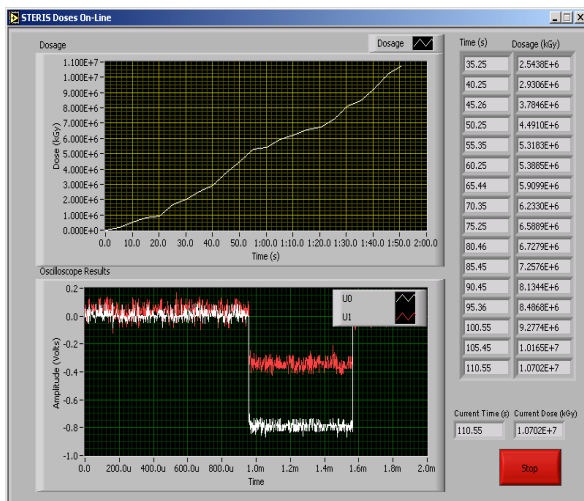 STERIS Doses On-Line
Dosage
Dosage
1.100E+7
1.000E+7
9.000E+6
8.000E+6
7.000E+6
6.000E+6
5.000E+6
4.000E+6
3.000E+6
2.000E+6
1.000E+6
0.000E+0
Dose (kGy)
0.0 10.0 20.0 30.0 40.0 50.0 1:00.0 1:10.0 1:20.0 1:30.0 1:40.0 1:50.0 2:00.0
Time (s)
Oscilloscope Results
U0
U1
0.2
0.0
-0.2
-0.4
-0.6
-0.8
-1.0
Amplitude (Volts)
0.0 200.0u 400.0u 600.0u 800.0u 1.0m 1.2m 1.4m 1.6m 1.8m 2.0m
Time
Time (s) Dosage (kGy)
35.25 2.5438E+6
40.25 2.9306E+6
45.26 3.7846E+6
50.25 4.4910E+6
55.35 5.3183E+6
60.25 5.3885E+6
65.44 5.9099E+6
70.35 6.2330E+6
75.25 6.5889E+6
80.46 6.7279E+6
85.45 7.2576E+6
90.45 8.1344E+6
95.36 8.4868E+6
100.55 9.2774E+6
105.45 1.0165E+7
110.55 1.0702E+7
Current Time (s) Current Dose (kGy)
110.55 1.0702E+7
Stop